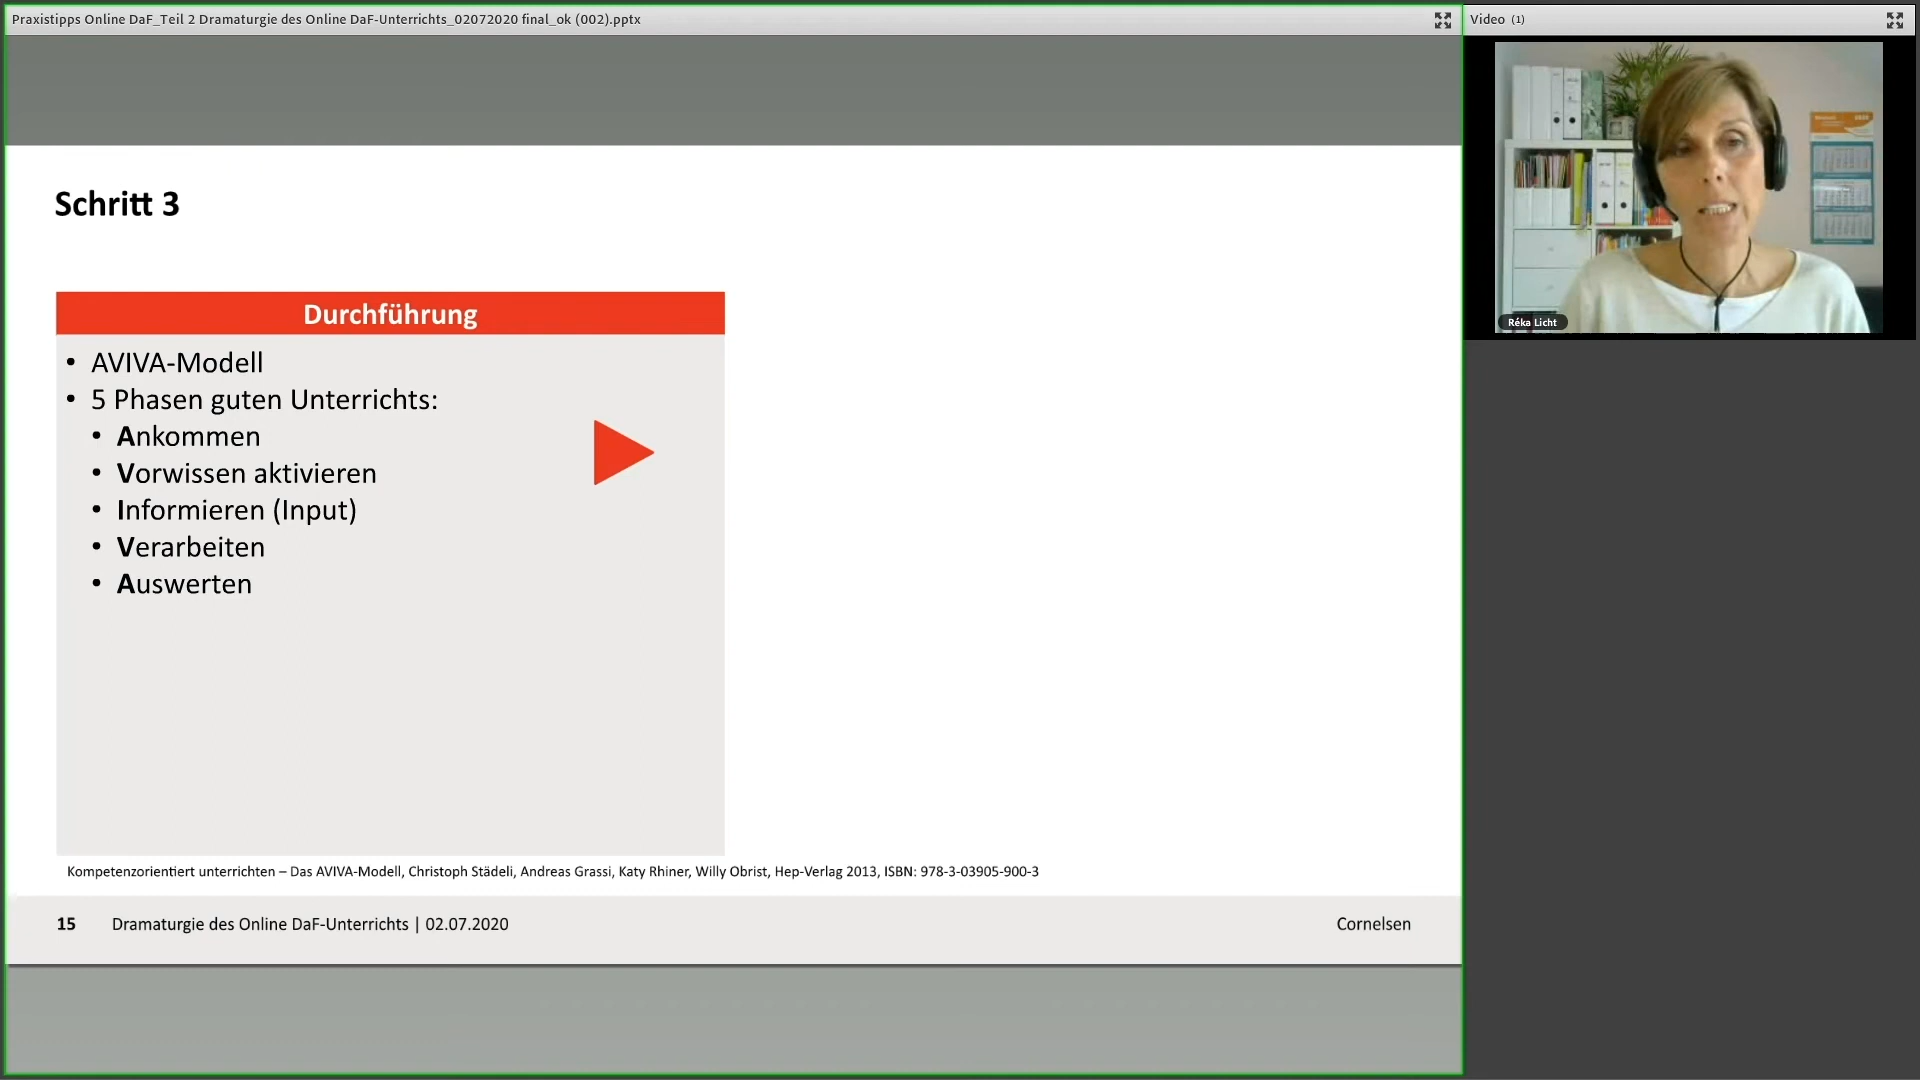 Praxistipps Online DaF_Teil 2 Dramaturgie des Online DaF-Unterrichts_02072020 final_ok (002).pptx
Video (1)
Réka Licht
Schritt 3
Durchführung
• AVIVA-Modell
• 5 Phasen guten Unterrichts:
• Ankommen
• Vorwissen aktivieren
• Informieren (Input)
• Verarbeiten
• Auswerten
Kompetenzorientiert unterrichten – Das AVIVA-Modell, Christoph Städeli, Andreas Grassi, Katy Rhiner, Willy Obrist, Hep-Verlag 2013, ISBN: 978-3-03905-900-3
15 Dramaturgie des Online DaF-Unterrichts | 02.07.2020 Cornelsen